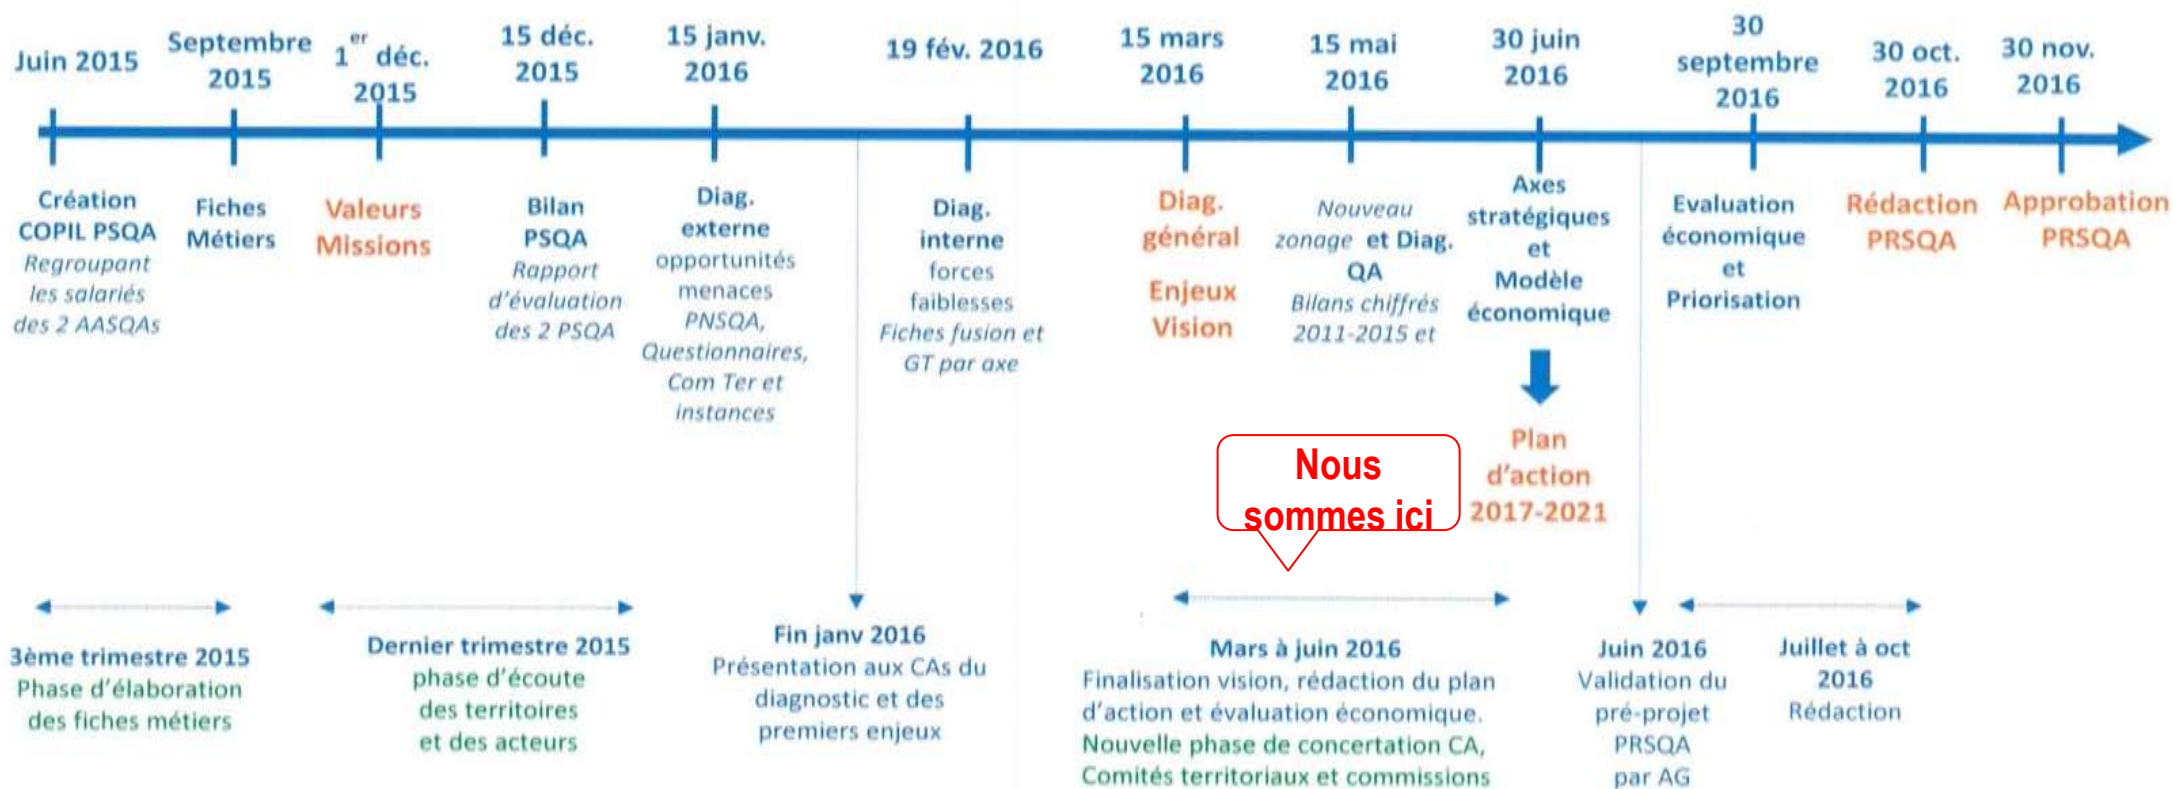 Juin 2015
Septembre
2015
1er déc.
2015
15 déc.
2015
15 janv.
2016
19 fév. 2016
15 mars
2016
15 mai
2016
30 juin
2016
30
septembre
2016
30 oct.
2016
30 nov.
2016
Création
COPIL PSQA
Regroupant
les salariés
des 2 AASQAs
Fiches
Métiers
Valeurs
Missions
Bilan
PSQA
Rapport
d'évaluation
des 2 PSQA
Diag.
externe
opportunités
menaces
PNSQA,
Questionnaires,
Com Ter et
instances
Diag.
interne
forces
faiblesses
Fiches fusion et
GT par axe
Diag.
général
Enjeux
Vision
Nouveau
zonage et Diag.
QA
Bilans chiffrés
2011-2015 et
Axes
stratégiques
et
Modèle
économique
Plan
d'action
2017-2021
Evaluation
économique
et
Priorisation
Rédaction
PRSQA
Approbation
PRSQA
Nous
sommes ici
3ème trimestre 2015
Phase d'élaboration
des fiches métiers
Dernier trimestre 2015
phase d'écoute
des territoires
et des acteurs
Fin janv 2016
Présentation aux CAs du
diagnostic et des
premiers enjeux
Mars à juin 2016
Finalisation vision, rédaction du plan
d'action et évaluation économique.
Nouvelle phase de concertation CA,
Comités territoriaux et commissions
Juin 2016
Validation du
pré-projet
PRSQA
par AG
Juillet à oct
2016
Rédaction